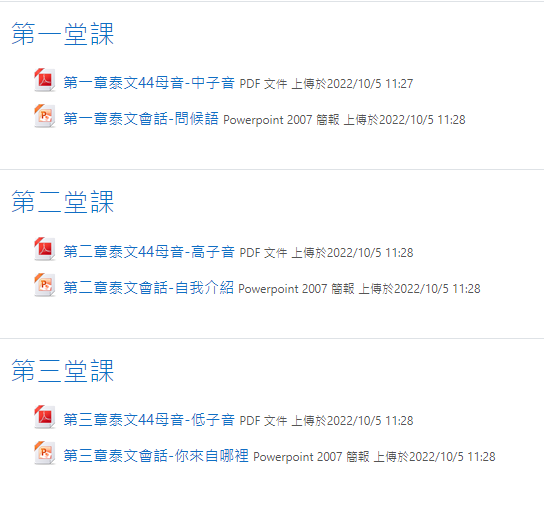 第一堂課
第一章泰文44母音-中子音 PDF 文件 上傳於2022/10/5 11:27
第一章泰文會話-問候語 Powerpoint 2007 簡報 上傳於2022/10/5 11:28
第二堂課
第二章泰文44母音-高子音 PDF 文件 上傳於2022/10/5 11:28
第二章泰文會話-自我介紹 Powerpoint 2007 簡報 上傳於2022/10/5 11:28
第三堂課
第三章泰文44母音-低子音 PDF 文件 上傳於2022/10/5 11:28
第三章泰文會話-你來自哪裡 Powerpoint 2007 簡報 上傳於2022/10/5 11:28